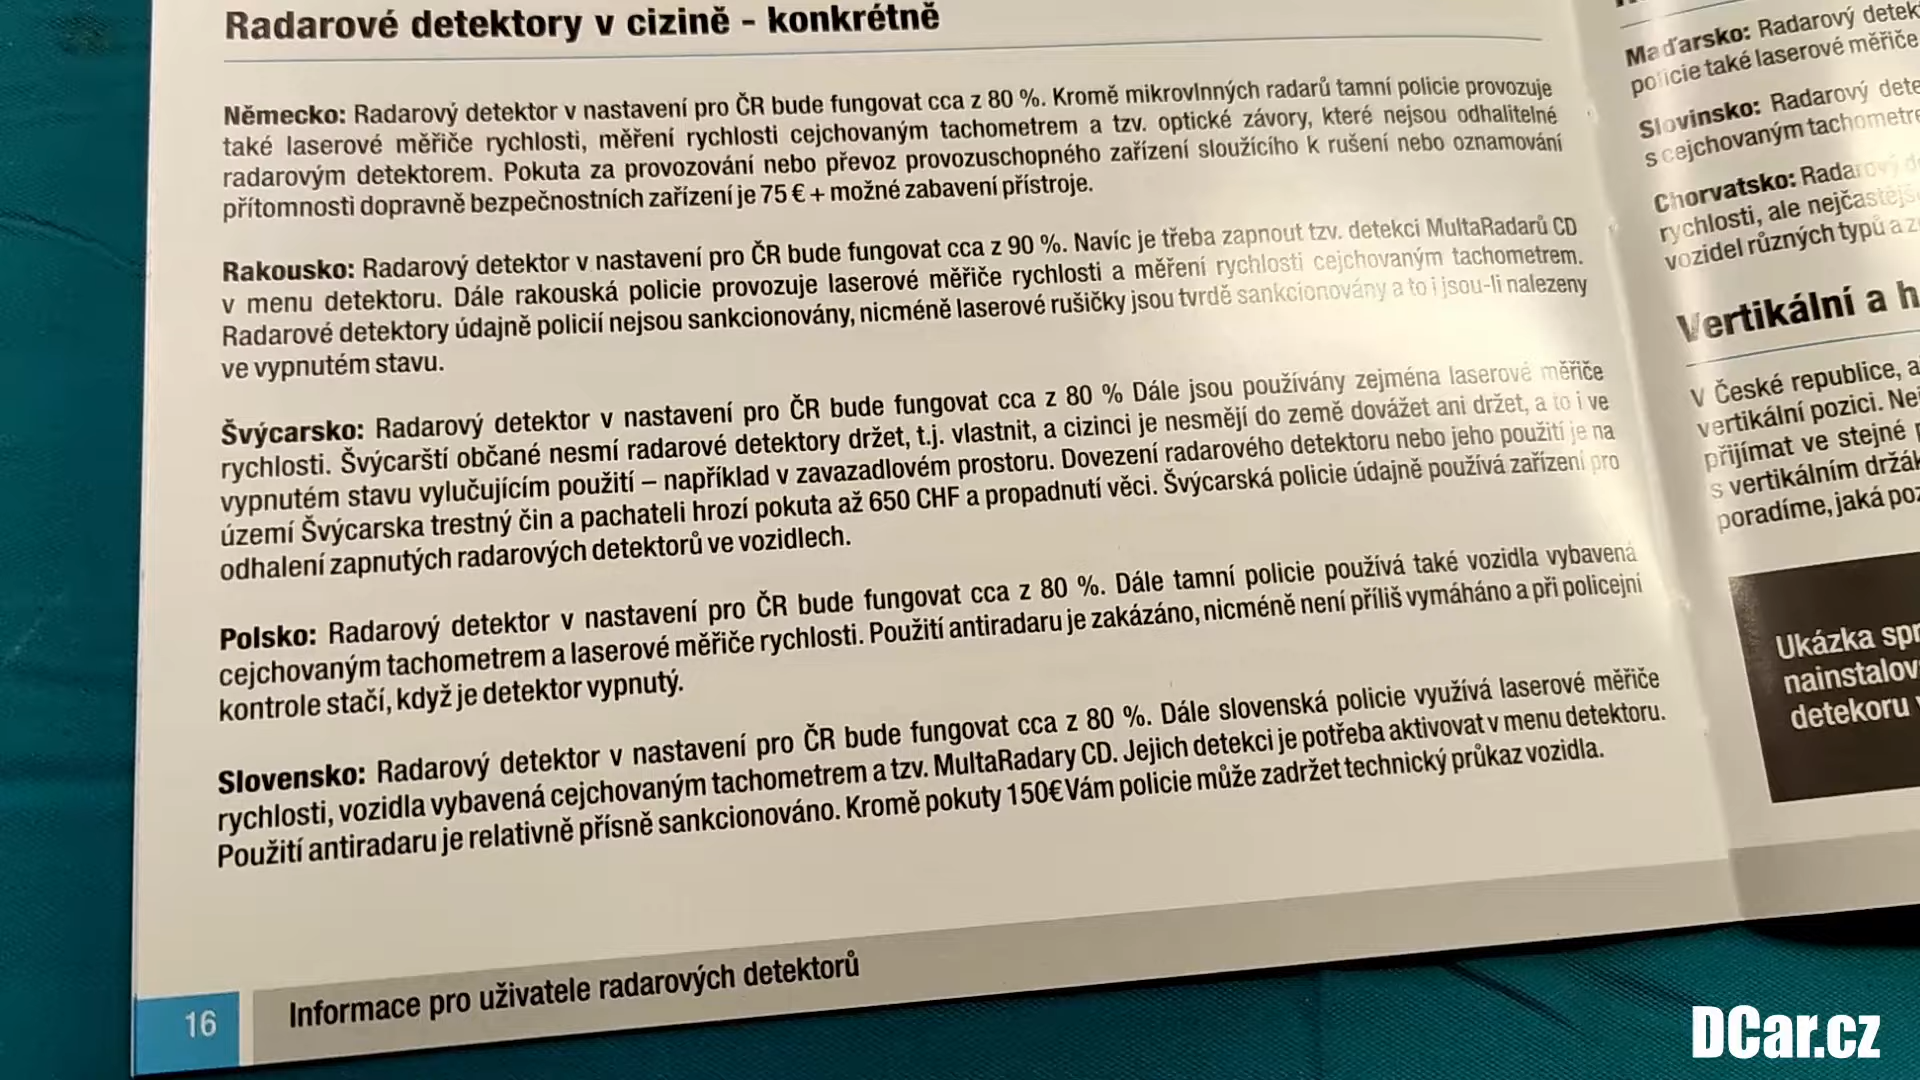 Radarové detektory v cizině - konkrétně
Německo: Radarový detektor v nastavení pro ČR bude fungovat cca z 80 %. Kromě mikrovlnných radarů tamní policie provozuje
také laserové měřiče rychlosti, měření rychlosti cejchovaným tachometrem a tzv. optické závory, které nejsou odhalitelné
radarovým detektorem. Pokuta za provozování nebo převoz provozuschopného zařízení sloužícího k rušení nebo oznamování
přítomnosti dopravně bezpečnostních zařízení je 75 € + možné zabavení přístroje.
Rakousko: Radarový detektor v nastavení pro ČR bude fungovat cca z 90 %. Navíc je třeba zapnout tzv. detekci MultaRadarů CD
v menu detektoru. Dále rakouská policie provozuje laserové měřiče rychlosti a měření rychlosti cejchovaným tachometrem.
Radarové detektory údajně policií nejsou sankcionovány, nicméně laserové rušičky jsou tvrdě sankcionovány a to i jsou-li nalezeny
ve vypnutém stavu.
Švýcarsko: Radarový detektor v nastavení pro ČR bude fungovat cca z 80 % Dále jsou používány zejména laserové měřiče
rychlosti. Švýcarští občané nesmí radarové detektory držet, t.j. vlastnit, a cizinci je nesmějí do země dovážet ani držet, a to i ve
vypnutém stavu vylučujícím použití – například v zavazadlovém prostoru. Dovezení radarového detektoru nebo jeho použití je na
území Švýcarska trestný čin a pachateli hrozí pokuta až 650 CHF a propadnutí věci. Švýcarská policie údajně používá zařízení pro
odhalení zapnutých radarových detektorů ve vozidlech.
Polsko: Radarový detektor v nastavení pro ČR bude fungovat cca z 80 %. Dále tamní policie používá také vozidla vybavená
cejchovaným tachometrem a laserové měřiče rychlosti. Použití antiradaru je zakázáno, nicméně není příliš vymáháno a při policejní
kontrole stačí, když je detektor vypnutý.
Slovensko: Radarový detektor v nastavení pro ČR bude fungovat cca z 80 %. Dále slovenská policie využívá laserové měřiče
rychlosti, vozidla vybavená cejchovaným tachometrem a tzv. MultaRadary CD. Jejich detekci je potřeba aktivovat v menu detektoru.
Použití antiradaru je relativně přísně sankcionováno. Kromě pokuty 150€ Vám policie může zadržet technický průkaz vozidla.
16
Informace pro uživatele radarových detektorů
Maďarsko: Radarový
policie také laserové měřiče
Slovinsko: Radarový
s cejchovaným
Chorvatsko: Radarový
rychlosti, ale
vozidel různých typů a
Vertikální a
V České republice,
vertikální pozici.
přijímat ve stejné
s vertikálním
poradíme, jaká
Ukázka
detekoru
DCar.cz